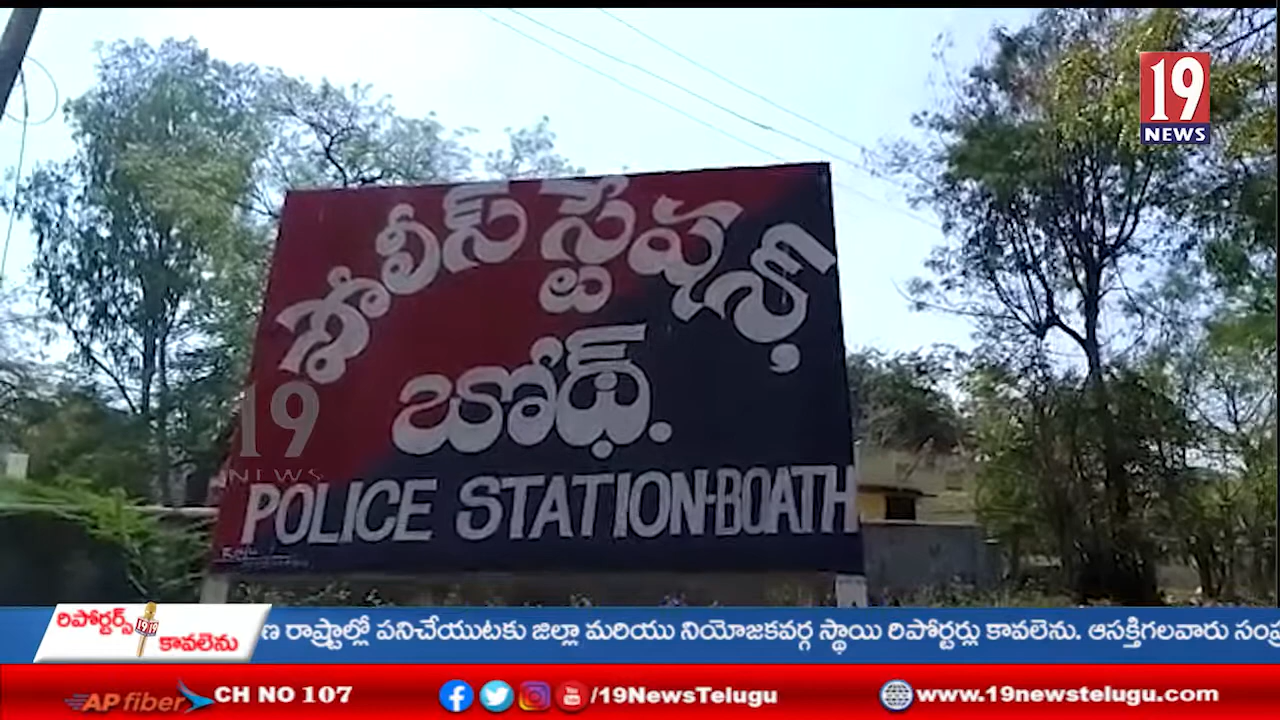 19
NEWS
పోలీస్ స్టేషన్
బోథ్.
19
NEWS
POLICE STATION-BOATH
రిపోర్టర్స్
కావలెను
ణ రాష్ట్రాల్లో పనిచేయుటకు జిల్లా మరియు నియోజకవర్గ స్థాయి రిపోర్టర్లు కావలెను. ఆసక్తిగలవారు సంప్ర
AP fiber CH NO 107 /19NewsTelugu www.19newstelugu.com